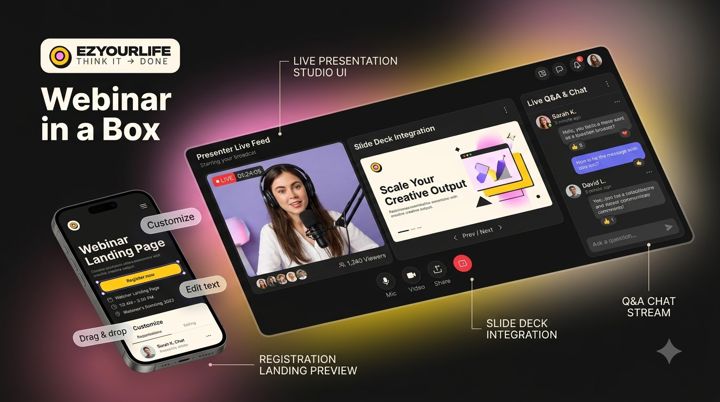 EZYOURLIFE
THINK IT → DONE
Webinar
in a Box
LIVE PRESENTATION
STUDIO UI
Presenter Live Feed
Starting your broadcast
LIVE
Slide Deck Integration
Scale Your
Creative Output
Prev / Next
1,240 Viewers
Mic
Video
Share
Live Q&A & Chat
Sarah K.
David L.
Ask a question...
Q&A CHAT
STREAM
SLIDE DECK
INTEGRATION
Webinar
Landing Page
Register now
Webinar Landing Page
Customize
Sarah K. Chat
Customize
Edit text
Drag & drop
REGISTRATION
LANDING PREVIEW